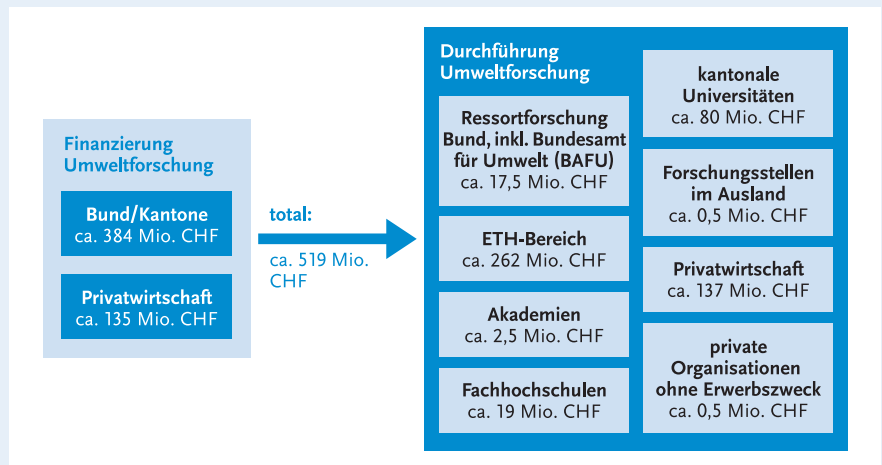 Finanzierung
Umweltforschung
Bund/Kantone
ca. 384 Mio. CHF
Privatwirtschaft
ca. 135 Mio. CHF
total:
ca. 519 Mio.
CHF
Durchführung
Umweltforschung
Ressortforschung
Bund, inkl. Bundesamt
für Umwelt (BAFU)
ca. 17,5 Mio. CHF
ETH-Bereich
ca. 262 Mio. CHF
Akademien
ca. 2,5 Mio. CHF
Fachhochschulen
ca. 19 Mio. CHF
kantonale
Universitäten
ca. 80 Mio. CHF
Forschungsstellen
im Ausland
ca. 0,5 Mio. CHF
Privatwirtschaft
ca. 137 Mio. CHF
private
Organisationen
ohne Erwerbszweck
ca. 0,5 Mio. CHF